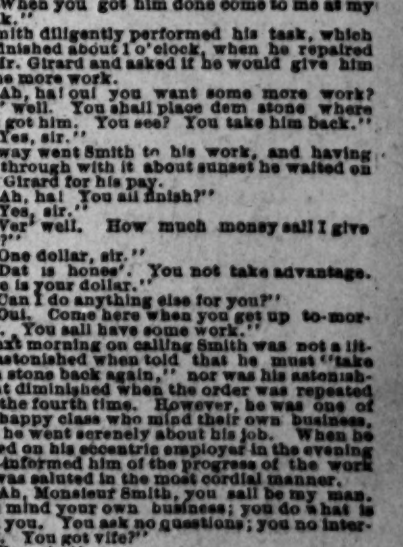 When you got him done come to me at my
k."
mith diligently performed his task, which
finished about 1 o'clock, when he repaired
Mr. Girard and asked if he would give him
e more work.
Ah, ha! oui you want some more work?
' well. You shall place dem stone where
got him. You see? You take him back."
Yes, sir."
way went Smith to his work, and having
through with it about sunset he waited on
Girard for his pay.
Ah, ha! You all finish?"
Yes, sir."
Ver' well. How much money sall I give
?"
One dollar, sir."
Dat is hones'. You not take advantage.
e is your dollar."
Can I do anything else for you?"
Oui. Come here when you get up to-mor-
. You sall have some work."
ext morning on calling Smith was not a lit-
astonished when told that he must "take
stone back again," nor was his astonish-
t diminished when the order was repeated
the fourth time. However, he was one of
happy class who mind their own business,
he went serenely about his job. When he
ed on his eccentric employer in the evening
informed him of the progress of the work
was saluted in the most cordial manner.
Ah, Monsieur Smith, you sall be my man.
mind your own business; you do what is
you. You ask no questions; you no inter-
. You got vife?"